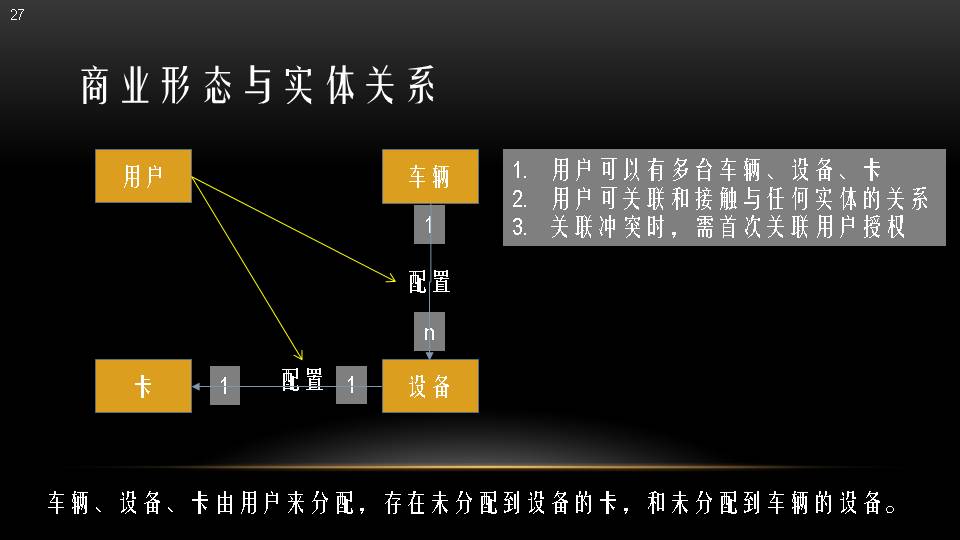 27
商业形态与实体关系
用户
车辆
1. 用户可以有多台车辆、设备、卡
2. 用户可关联和接触与任何实体的关系
3. 关联冲突时，需首次关联用户授权
1
配置
n
卡
1
配置
1
设备
车辆、设备、卡由用户来分配，存在未分配到设备的卡，和未分配到车辆的设备。